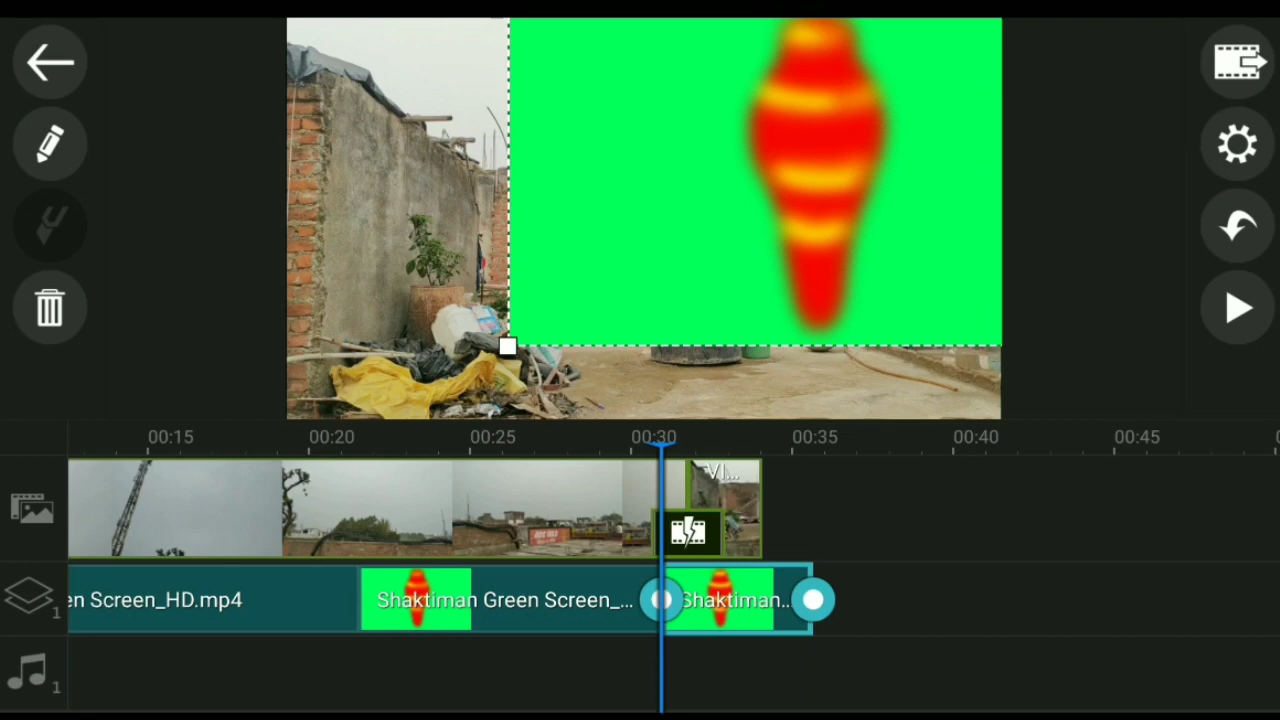 00:15
00:20
00:25
00:30
00:35
00:40
00:45
VI...
en Screen_HD.mp4
Shaktiman Green Screen_...
Shaktiman...
1
1